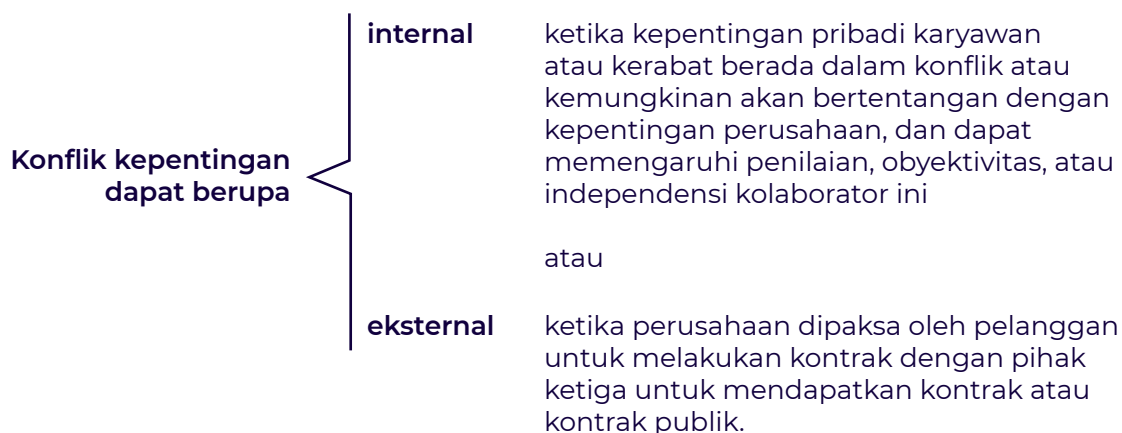 Konflik kepentingan
dapat berupa
internal
ketika kepentingan pribadi karyawan
atau kerabat berada dalam konflik atau
kemungkinan akan bertentangan dengan
kepentingan perusahaan, dan dapat
memengaruhi penilaian, obyektivitas, atau
independensi kolaborator ini
atau
eksternal
ketika perusahaan dipaksa oleh pelanggan
untuk melakukan kontrak dengan pihak
ketiga untuk mendapatkan kontrak atau
kontrak publik.